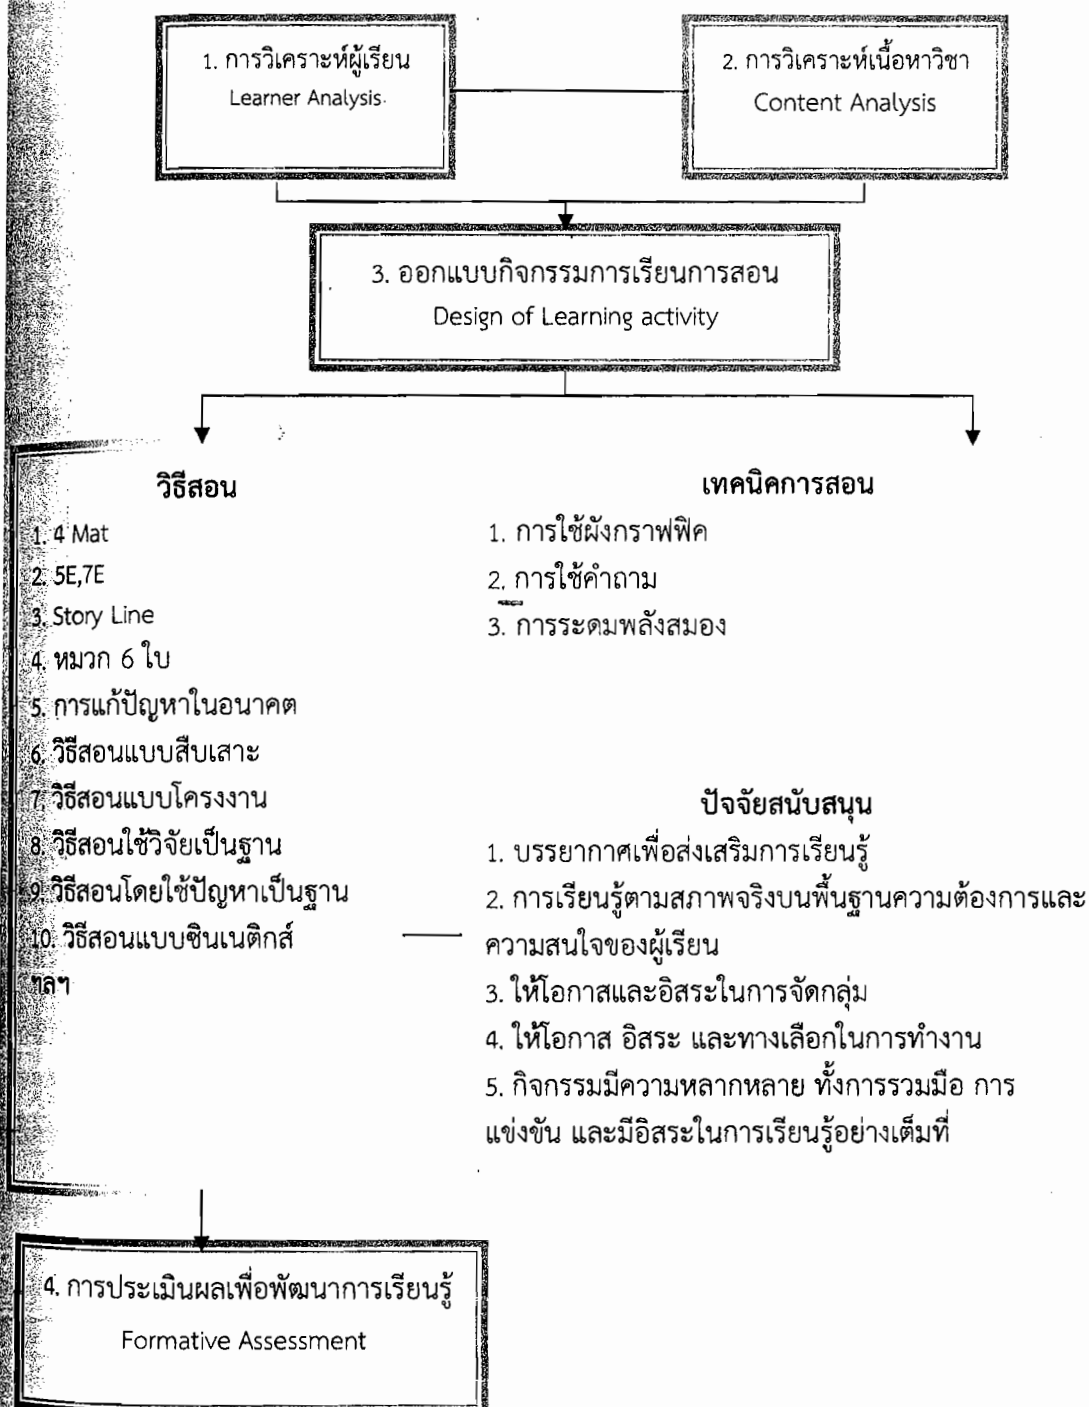 1. การวิเคราะห์ผู้เรียน
Learner Analysis
2. การวิเคราะห์เนื้อหาวิชา
Content Analysis
3. ออกแบบกิจกรรมการเรียนการสอน
Design of Learning activity
วิธีสอน
1. 4 Mat
2. 5E,7E
3. Story Line
4. หมวก 6 ใบ
5. การแก้ปัญหาในอนาคต
6. วิธีสอนแบบสืบเสาะ
7. วิธีสอนแบบโครงงาน
8. วิธีสอนใช้วิจัยเป็นฐาน
9. วิธีสอนโดยใช้ปัญหาเป็นฐาน
10. วิธีสอนแบบซินเนติกส์
ฯลฯ
เทคนิคการสอน
1. การใช้ผังกราฟฟิค
2. การใช้คำถาม
3. การระดมพลังสมอง
ปัจจัยสนับสนุน
1. บรรยากาศเพื่อส่งเสริมการเรียนรู้
2. การเรียนรู้ตามสภาพจริงบนพื้นฐานความต้องการและ
ความสนใจของผู้เรียน
3. ให้โอกาสและอิสระในการจัดกลุ่ม
4. ให้โอกาส อิสระ และทางเลือกในการทำงาน
5. กิจกรรมมีความหลากหลาย ทั้งการรวมมือ การ
แข่งขัน และมีอิสระในการเรียนรู้อย่างเต็มที่
4. การประเมินผลเพื่อพัฒนาการเรียนรู้
Formative Assessment